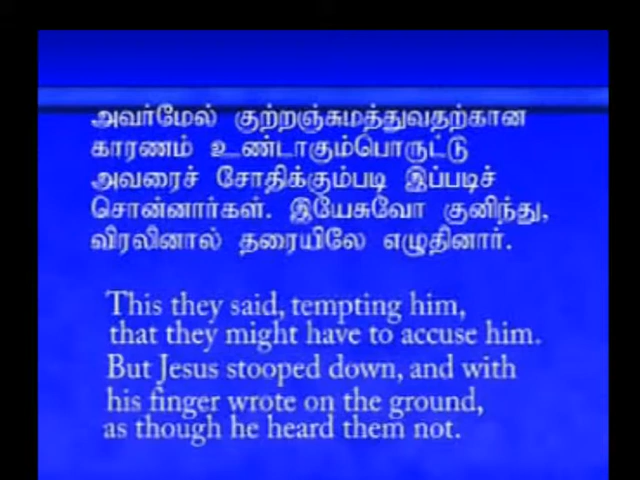 அவர்மேல் குற்றஞ்சுமத்துவதற்கான
காரணம் உண்டாகும்பொருட்டு
அவரைச் சோதிக்கும்படி இப்படிச்
சொன்னார்கள். இயேசுவோ குனிந்து,
விரலினால் தரையிலே எழுதினார்.
This they said, tempting him,
that they might have to accuse him.
But Jesus stooped down, and with
his finger wrote on the ground,
as though he heard them not.